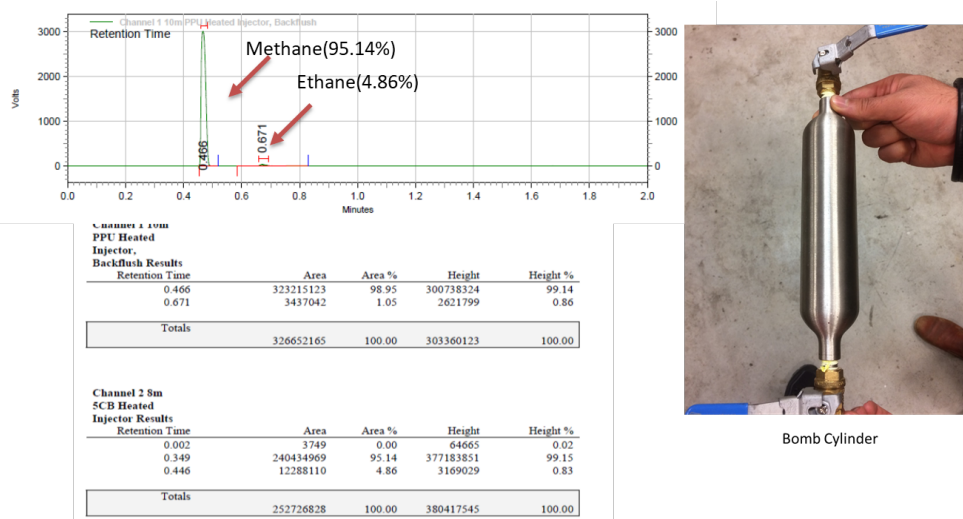 Channel 1 10m PPU Heated Injector, Backflush
Retention Time
Methane(95.14%)
Ethane(4.86%)
3000 3000
2000 2000
1000 1000
0 0
Volts
0.466
0.671
0.0 0.2 0.4 0.6 0.8 1.0 1.2 1.4 1.6 1.8 2.0
Minutes
Channel 1 10m
PPU Heated
Injector,
Backflush Results
Retention Time Area Area % Height Height %
0.466 323215123 98.95 300738324 99.14
0.671 3437042 1.05 2621799 0.86
Totals
326652165 100.00 303360123 100.00
Channel 2 8m
5CB Heated
Injector Results
Retention Time Area Area % Height Height %
0.002 3749 0.00 64665 0.02
0.349 240434969 95.14 377183851 99.15
0.446 12288110 4.86 3169029 0.83
Totals
252726828 100.00 380417545 100.00
Bomb Cylinder